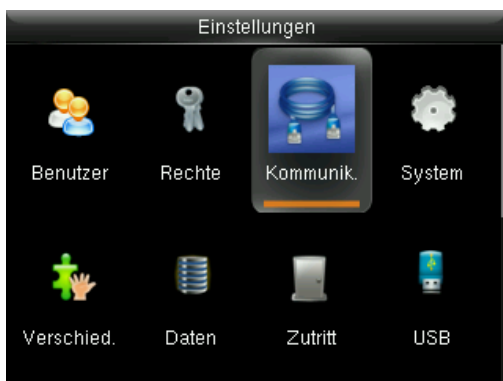 Einstellungen
Benutzer Rechte Kommunik. System
Verschied. Daten Zutritt USB